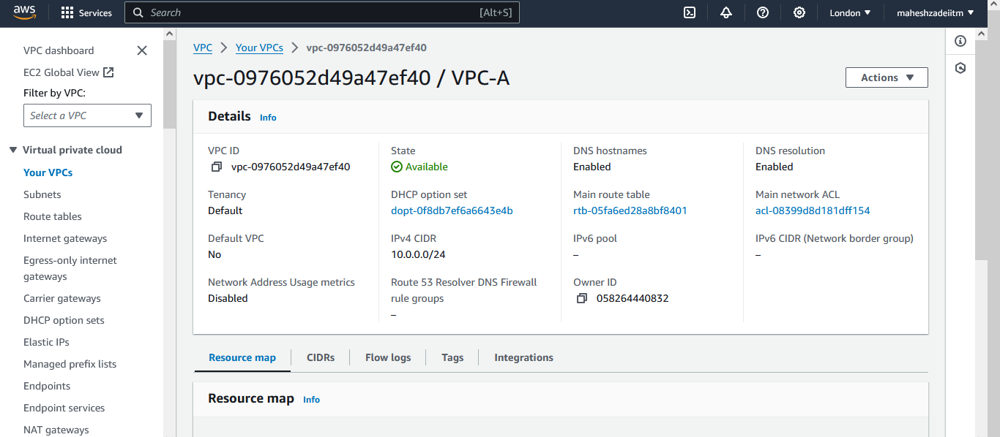 aws
Services
Search
[Alt+S]
London
maheshzadeiitm
VPC dashboard
EC2 Global View
Filter by VPC:
Select a VPC
Virtual private cloud
Your VPCs
Subnets
Route tables
Internet gateways
Egress-only internet
gateways
Carrier gateways
DHCP option sets
Elastic IPs
Managed prefix lists
Endpoints
Endpoint services
NAT gateways
VPC > Your VPCs > vpc-0976052d49a47ef40
vpc-0976052d49a47ef40 / VPC-A
Actions
Details Info
VPC ID
vpc-0976052d49a47ef40
State
Available
DNS hostnames
Enabled
DNS resolution
Enabled
Tenancy
Default
DHCP option set
dopt-0f8db7ef6a6643e4b
Main route table
rtb-05fa6ed28a8bf8401
Main network ACL
acl-08399d8d181dff154
Default VPC
No
IPv4 CIDR
10.0.0.0/24
IPv6 pool
–
IPv6 CIDR (Network border group)
–
Network Address Usage metrics
Disabled
Route 53 Resolver DNS Firewall
rule groups
–
Owner ID
058264440832
Resource map
CIDRs
Flow logs
Tags
Integrations
Resource map Info